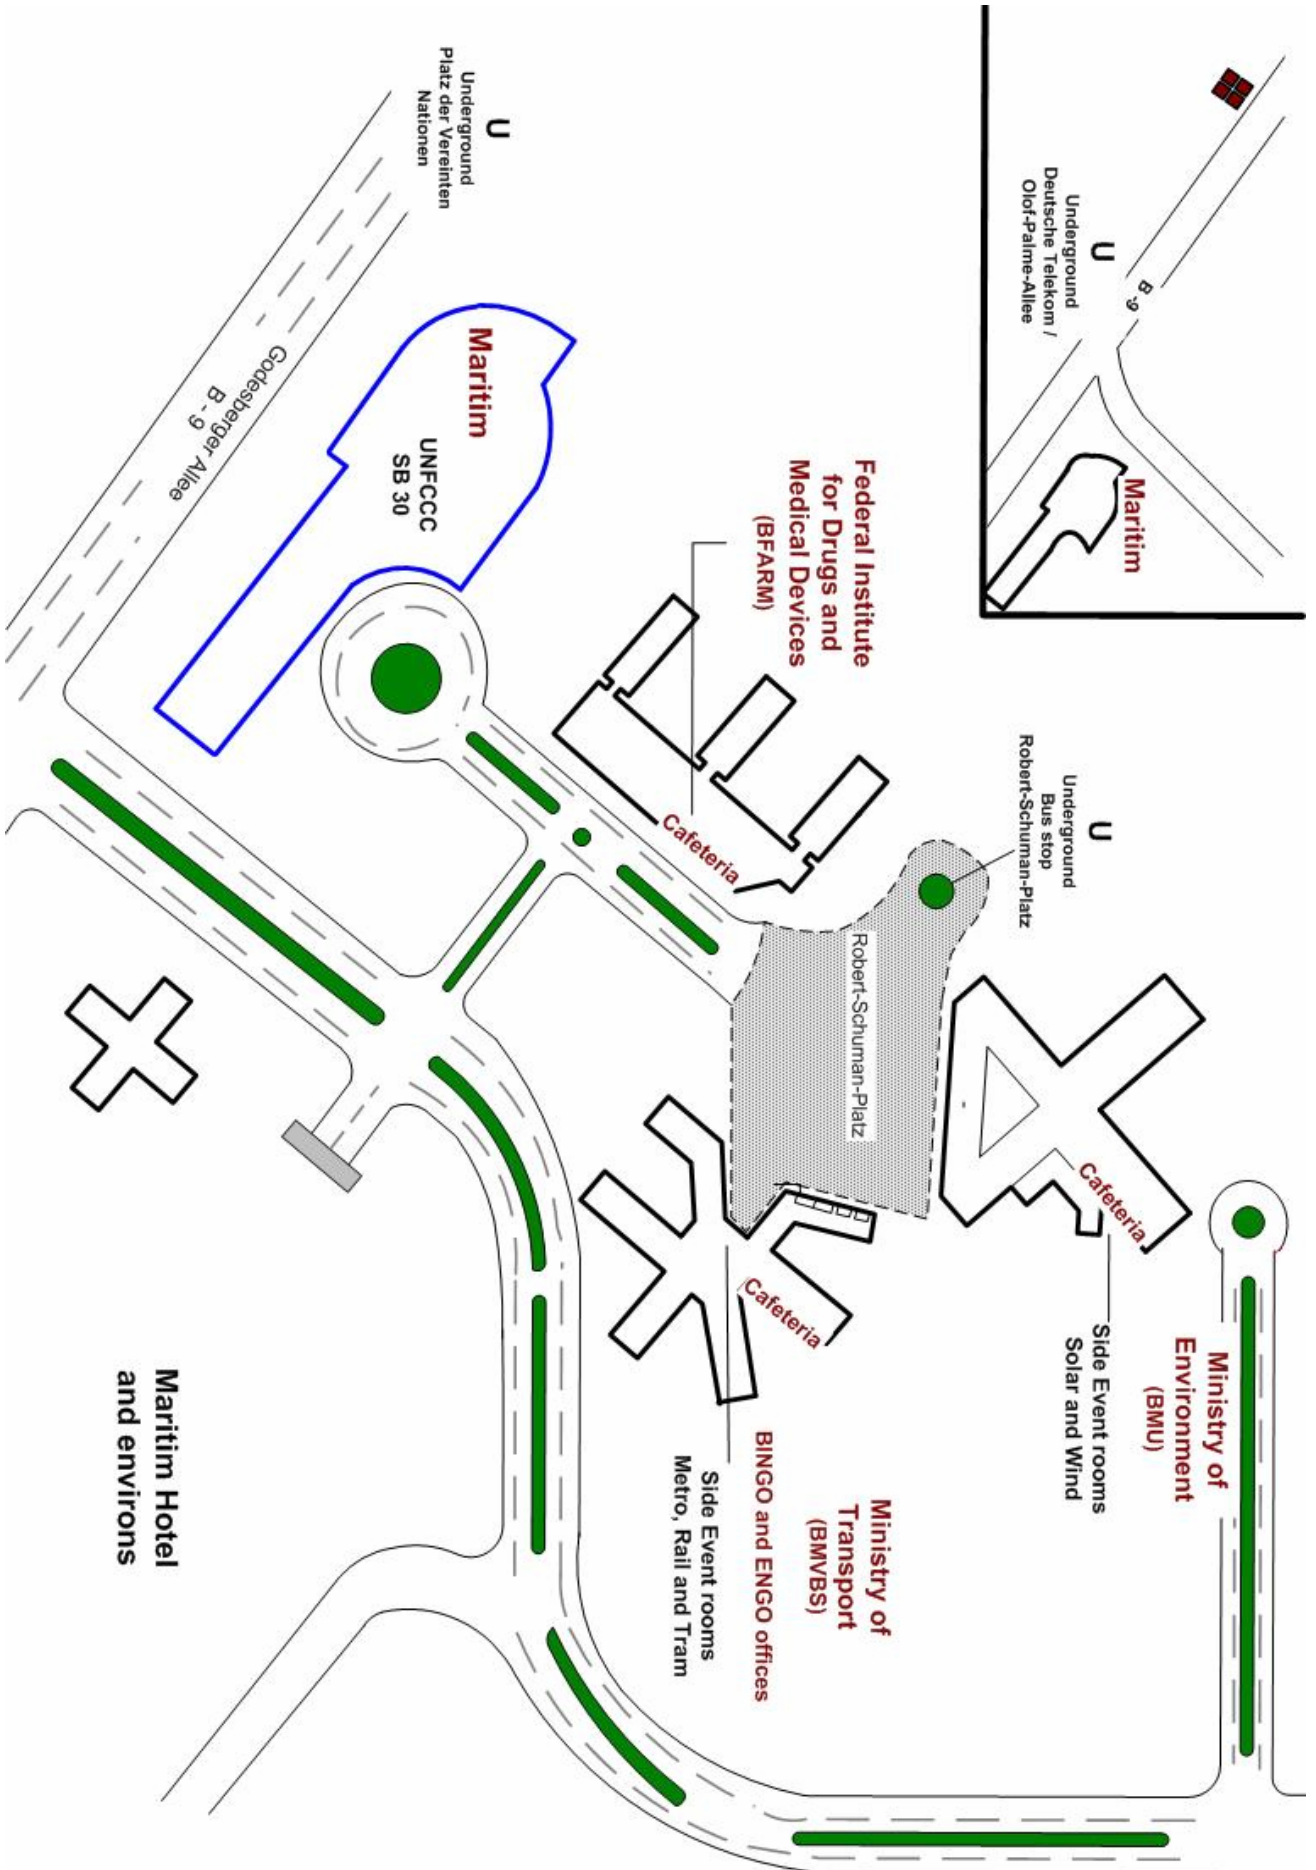 U
Underground
Deutsche Telekom /
Olof-Palme-Allee
B-9
Maritim
U
Underground
Platz der Vereinten
Nationen
Godesberger Allee
B - 9
Maritim
UNFCCC
SB 30
Federal Institute
for Drugs and
Medical Devices
(BFARM)
Cafeteria
U
Underground
Bus stop
Robert-Schuman-Platz
Robert-Schuman-Platz
Cafeteria
Ministry of
Environment
(BMU)
Side Event rooms
Solar and Wind
Cafeteria
Ministry of
Transport
(BMVBS)
BINGO and ENGO offices
Side Event rooms
Metro, Rail and Tram
Maritim Hotel
and environs